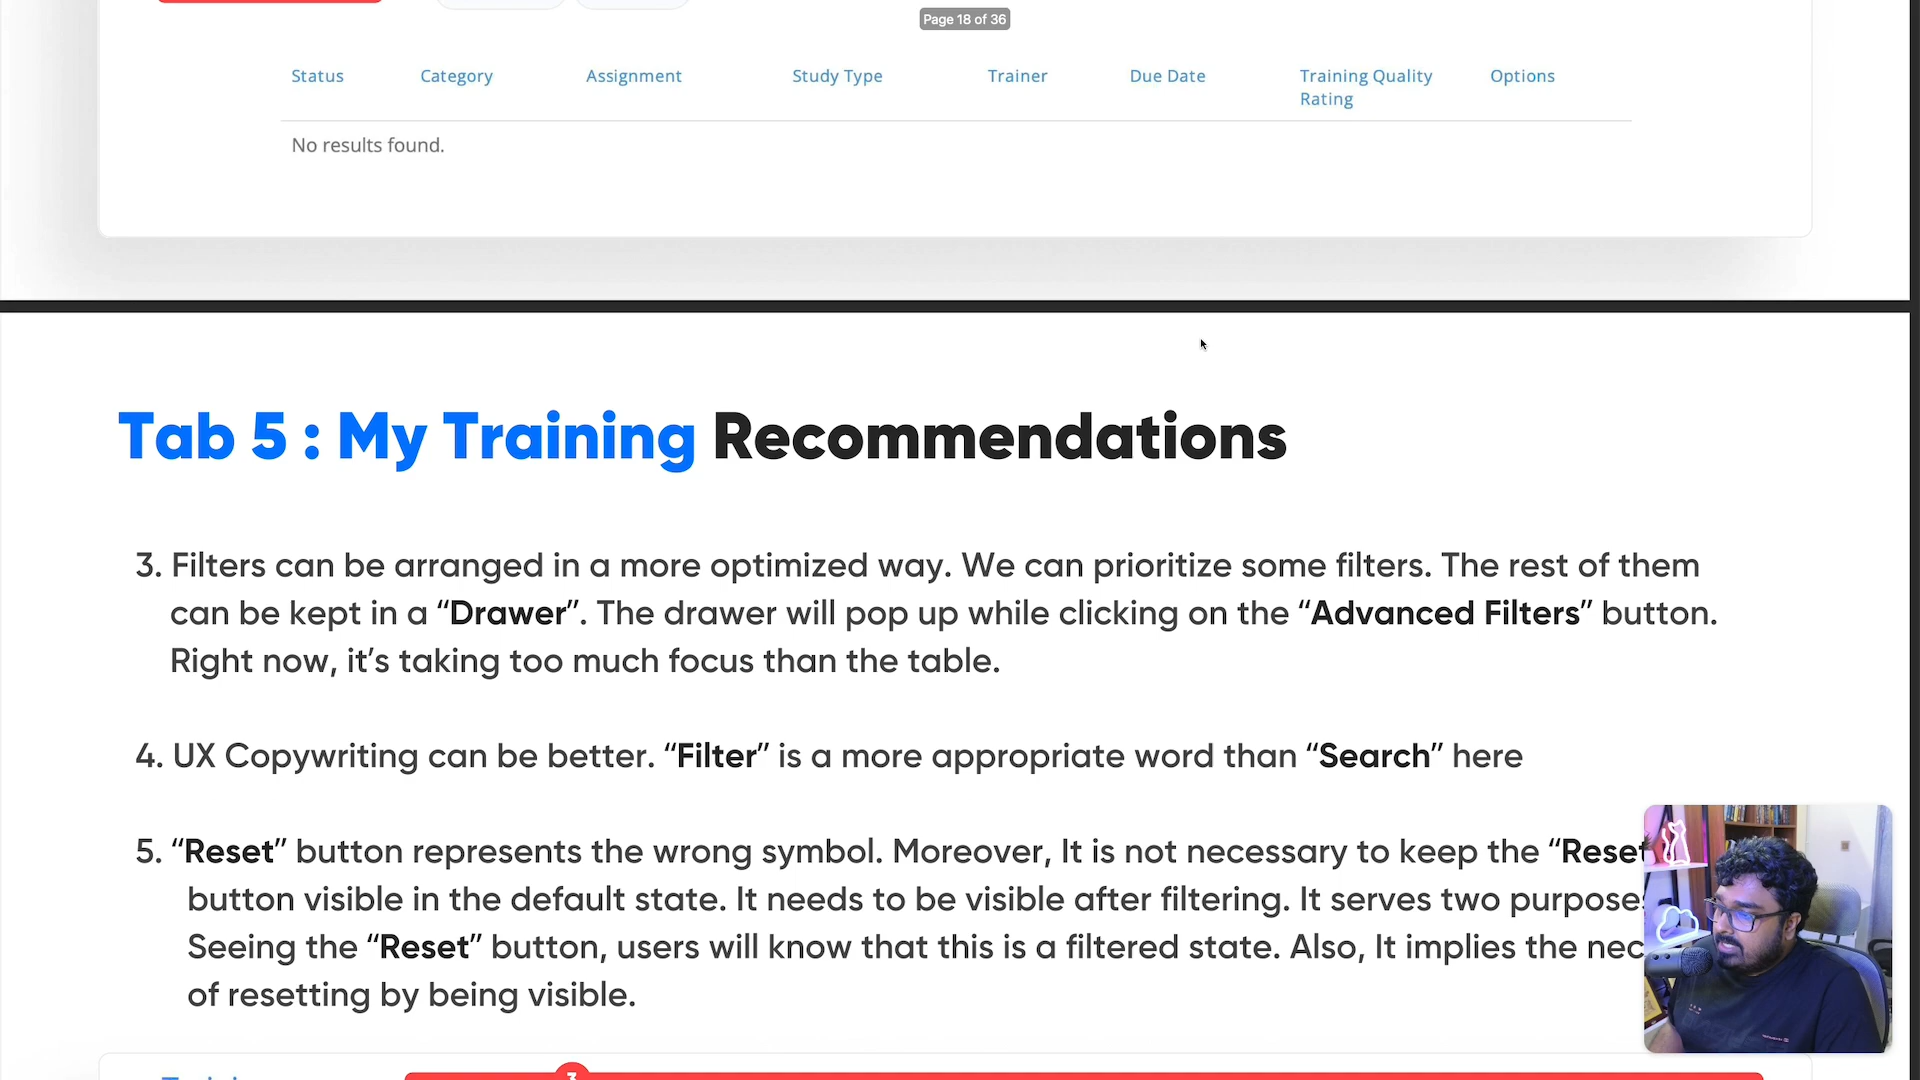 Page 18 of 36
Status Category Assignment Study Type Trainer Due Date Training Quality Rating Options
No results found.
Tab 5 : My Training Recommendations
3. Filters can be arranged in a more optimized way. We can prioritize some filters. The rest of them
can be kept in a “Drawer”. The drawer will pop up while clicking on the “Advanced Filters” button.
Right now, it’s taking too much focus than the table.
4. UX Copywriting can be better. “Filter” is a more appropriate word than “Search” here
5. “Reset” button represents the wrong symbol. Moreover, It is not necessary to keep the “Reset
button visible in the default state. It needs to be visible after filtering. It serves two purposes
Seeing the “Reset” button, users will know that this is a filtered state. Also, It implies the nec
of resetting by being visible.
3